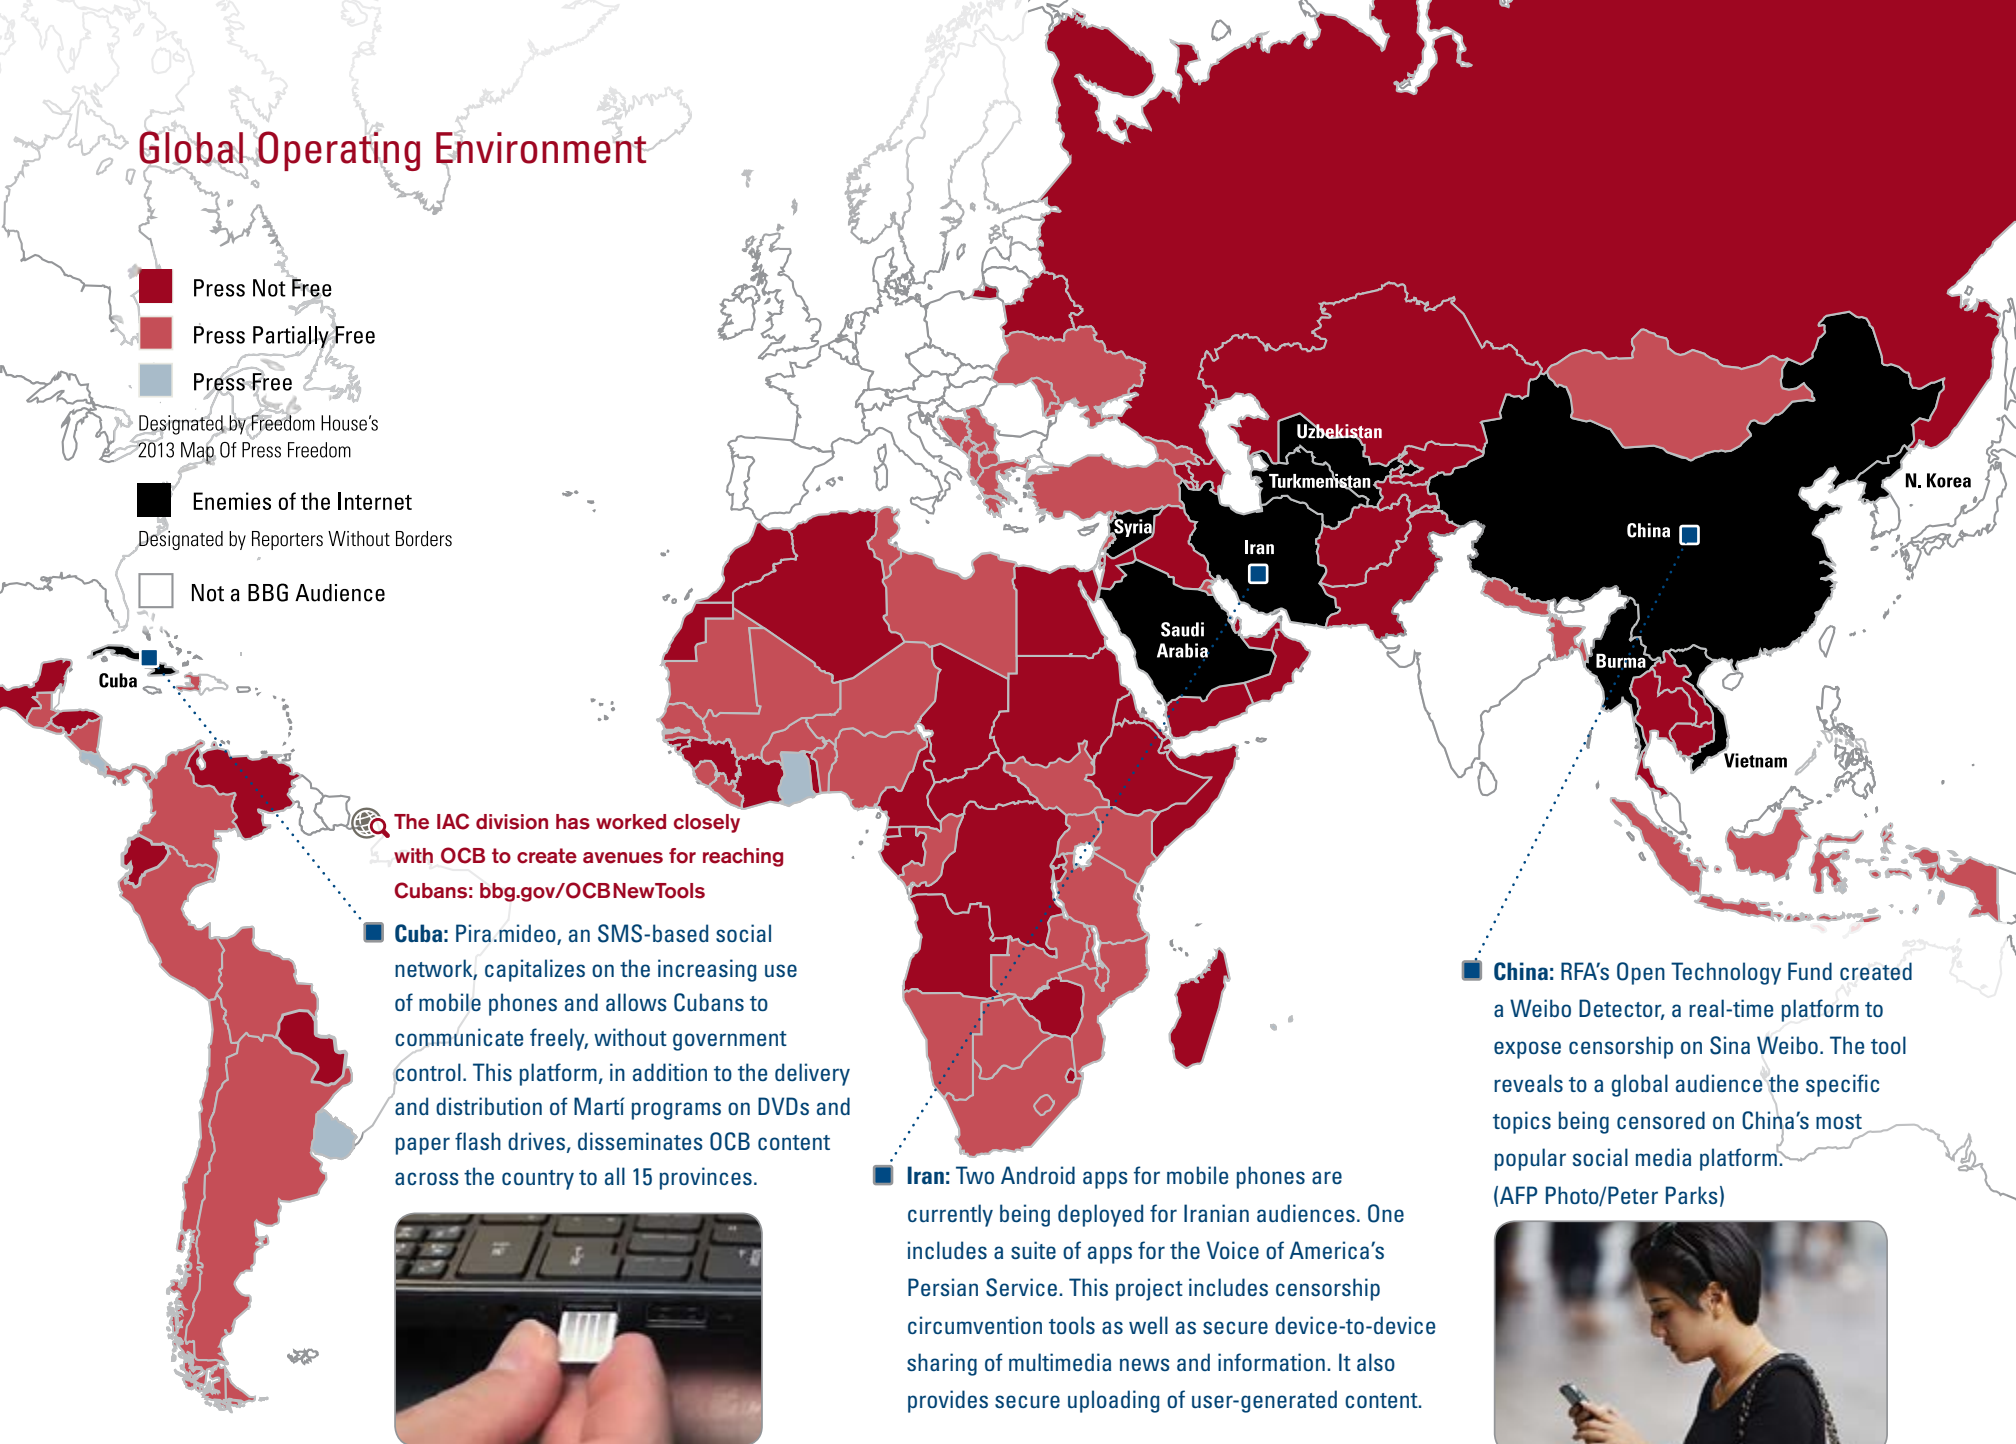 Global Operating Environment
Press Not Free
Press Partially Free
Press Free
Designated by Freedom House's
2013 Map Of Press Freedom
Enemies of the Internet
Designated by Reporters Without Borders
Not a BBG Audience
Uzbekistan
Turkmenistan
Syria
Iran
Saudi
Arabia
China
N. Korea
Burma
Vietnam
Cuba
The IAC division has worked closely
with OCB to create avenues for reaching
Cubans: bbg.gov/OCBNewTools
Cuba: Pira.mideo, an SMS-based social
network, capitalizes on the increasing use
of mobile phones and allows Cubans to
communicate freely, without government
control. This platform, in addition to the delivery
and distribution of Martí programs on DVDs and
paper flash drives, disseminates OCB content
across the country to all 15 provinces.
Iran: Two Android apps for mobile phones are
currently being deployed for Iranian audiences. One
includes a suite of apps for the Voice of America's
Persian Service. This project includes censorship
circumvention tools as well as secure device-to-device
sharing of multimedia news and information. It also
provides secure uploading of user-generated content.
China: RFA's Open Technology Fund created
a Weibo Detector, a real-time platform to
expose censorship on Sina Weibo. The tool
reveals to a global audience the specific
topics being censored on China's most
popular social media platform.
(AFP Photo/Peter Parks)